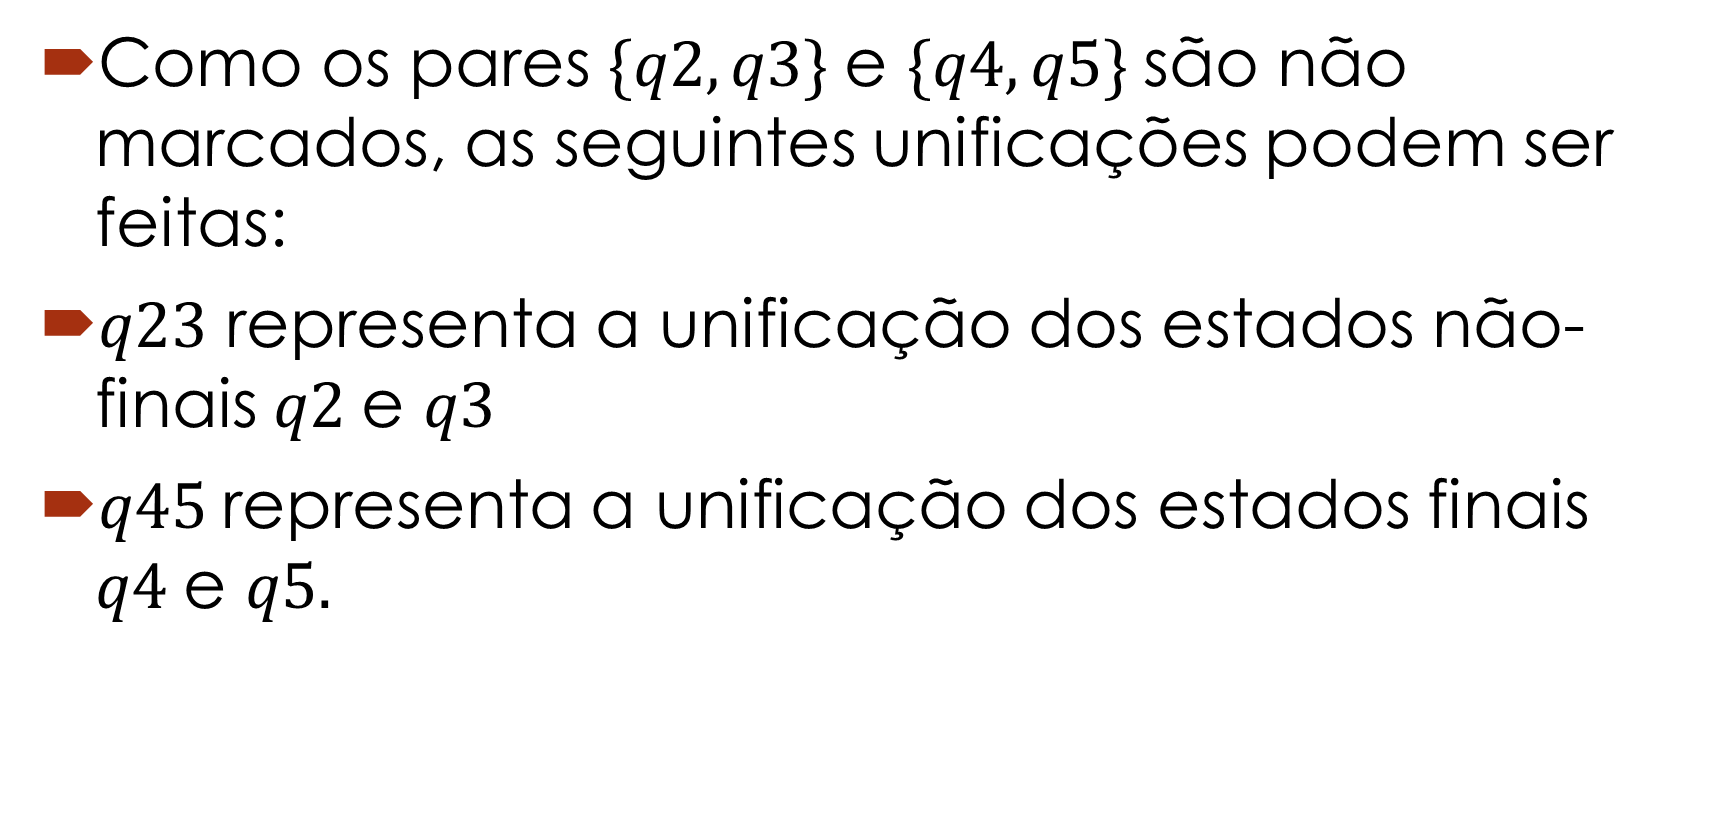 Como os pares {q2, q3} e {q4, q5} são não
marcados, as seguintes unificações podem ser
feitas:
q23 representa a unificação dos estados não-
finais q2 e q3
q45 representa a unificação dos estados finais
q4 e q5.